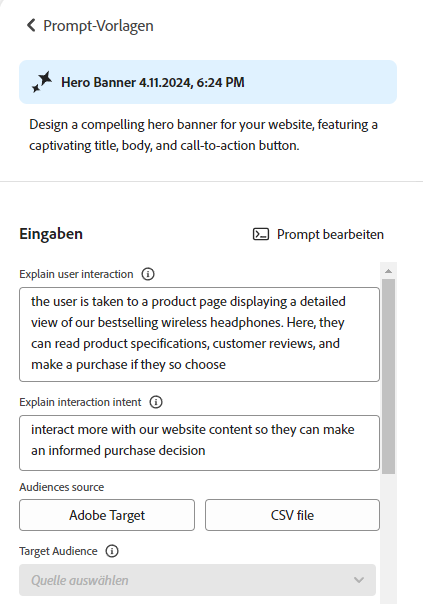 Prompt-Vorlagen
Hero Banner 4.11.2024, 6:24 PM
Design a compelling hero banner for your website, featuring a
captivating title, body, and call-to-action button.
Eingaben
Prompt bearbeiten
Explain user interaction
the user is taken to a product page displaying a detailed
view of our bestselling wireless headphones. Here, they
can read product specifications, customer reviews, and
make a purchase if they so choose
Explain interaction intent
interact more with our website content so they can make
an informed purchase decision
Audiences source
Adobe Target
CSV file
Target Audience
Quelle auswählen